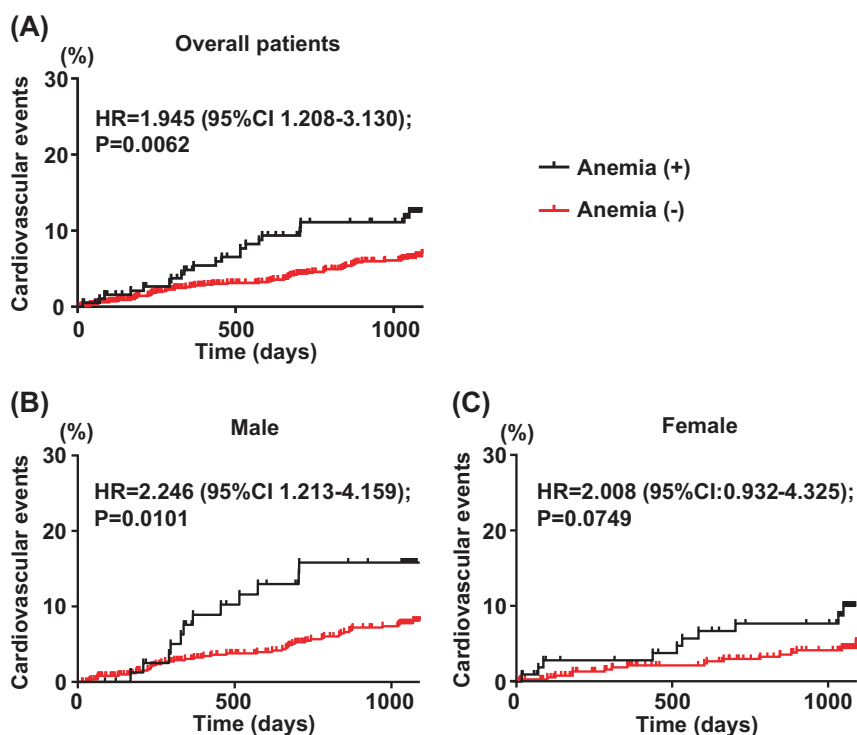 (A)
Overall patients
(%)
30
20
10
0
Cardiovascular events
HR=1.945 (95%CI 1.208-3.130);
P=0.0062
0 500 1000
Time (days)
Anemia (+)
Anemia (-)
(B)
Male
(%)
30
20
10
0
Cardiovascular events
HR=2.246 (95%CI 1.213-4.159);
P=0.0101
0 500 1000
Time (days)
(C)
Female
(%)
30
20
10
0
Cardiovascular events
HR=2.008 (95%CI:0.932-4.325);
P=0.0749
0 500 1000
Time (days)